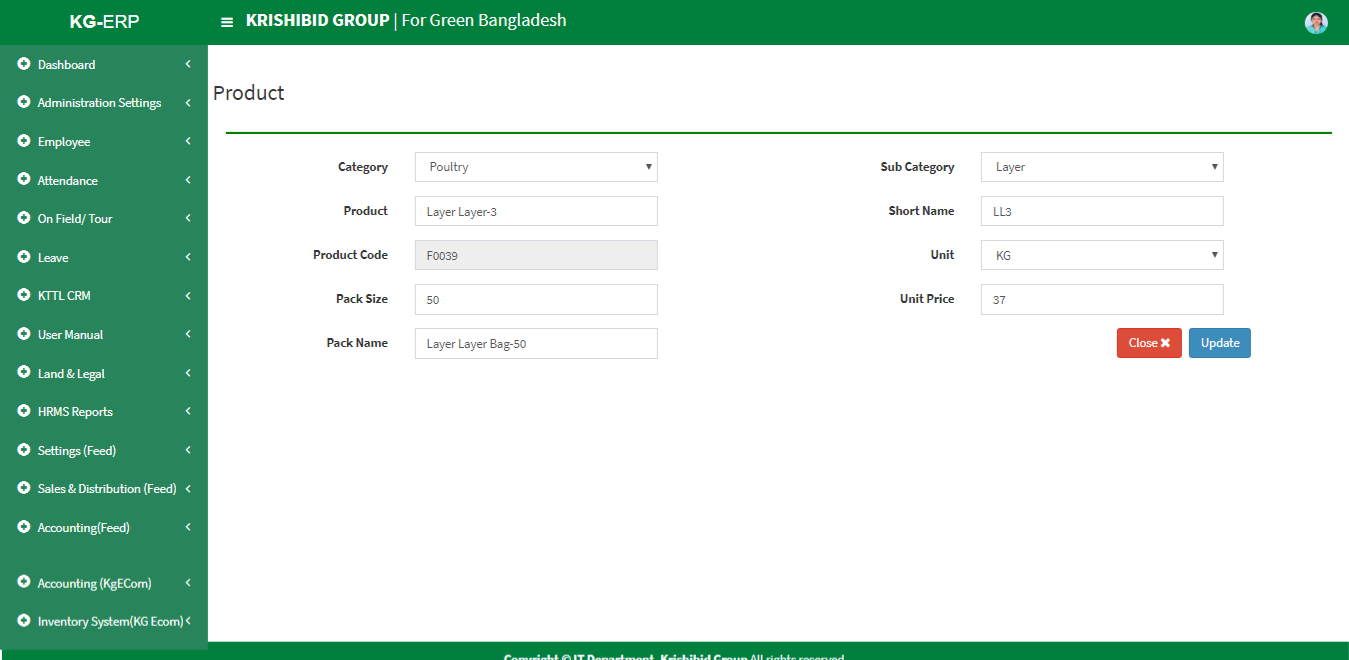 KG-ERP
KRISHIBID GROUP | For Green Bangladesh
Dashboard
Administration Settings
Employee
Attendance
On Field/ Tour
Leave
KTTL CRM
User Manual
Land & Legal
HRMS Reports
Settings (Feed)
Sales & Distribution (Feed)
Accounting(Feed)
Accounting (KgECom)
Inventory System(KG Ecom)
Product
Category Poultry Sub Category Layer
Product Layer Layer-3 Short Name LL3
Product Code F0039 Unit KG
Pack Size 50 Unit Price 37
Pack Name Layer Layer Bag-50 Close Update
Copyright © IT Department, Krishibid Group All rights reserved